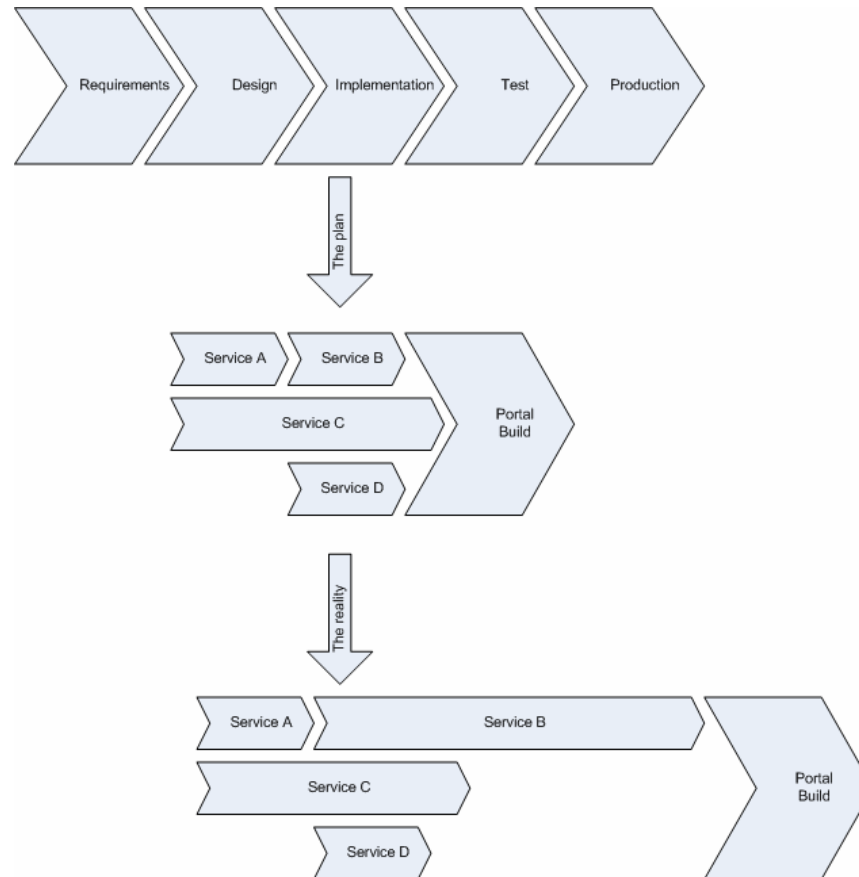 Requirements
Design
Implementation
Test
Production
The plan
Service A
Service B
Service C
Portal
Build
Service D
The reality
Service A
Service B
Service C
Portal
Build
Service D